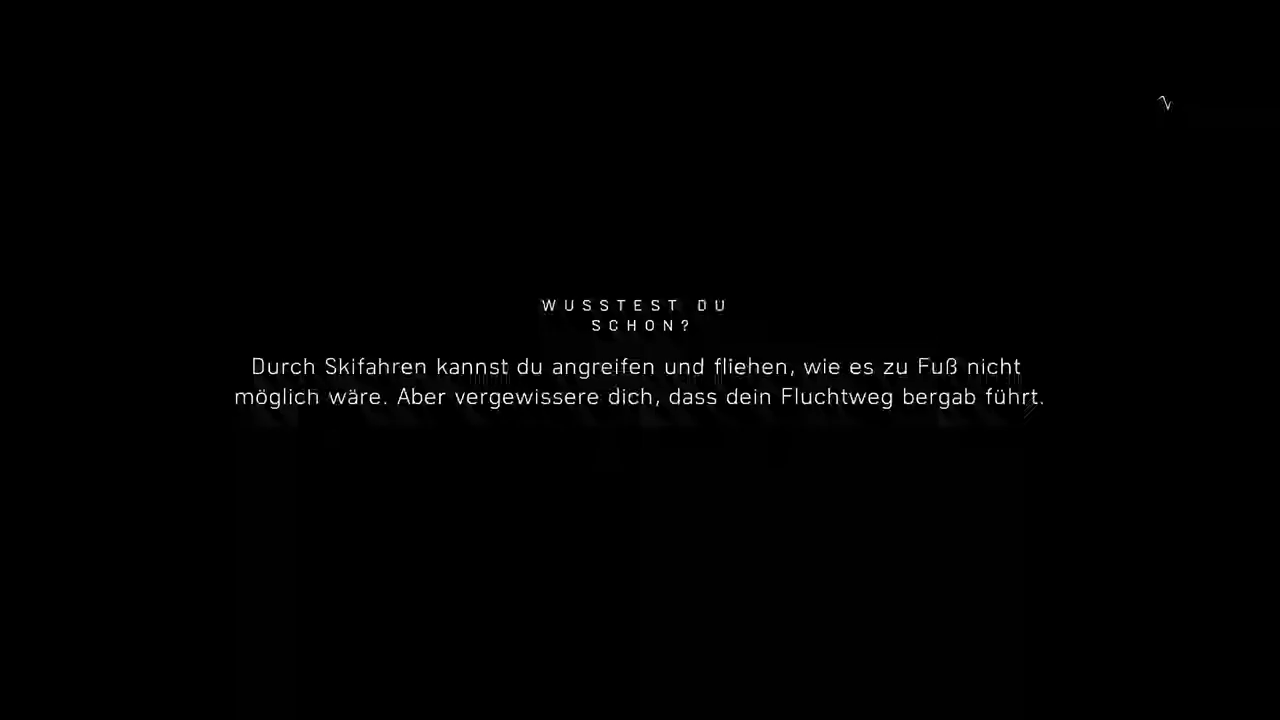 WUSSTEST DU
SCHON?
Durch Skifahren kannst du angreifen und fliehen, wie es zu Fuß nicht
möglich wäre. Aber vergewissere dich, dass dein Fluchtweg bergab führt.